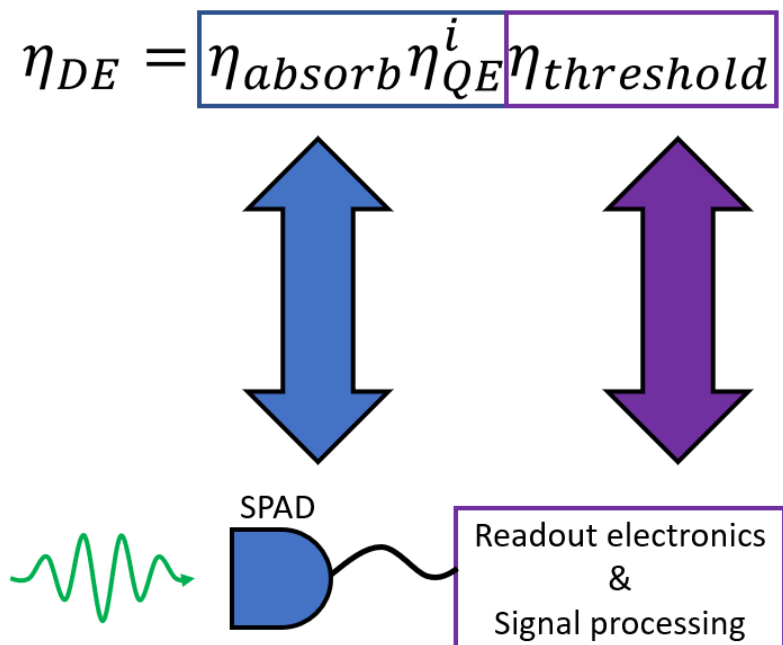 η_DE = η_absorb η^i_QE η_threshold
SPAD
Readout electronics
&
Signal processing